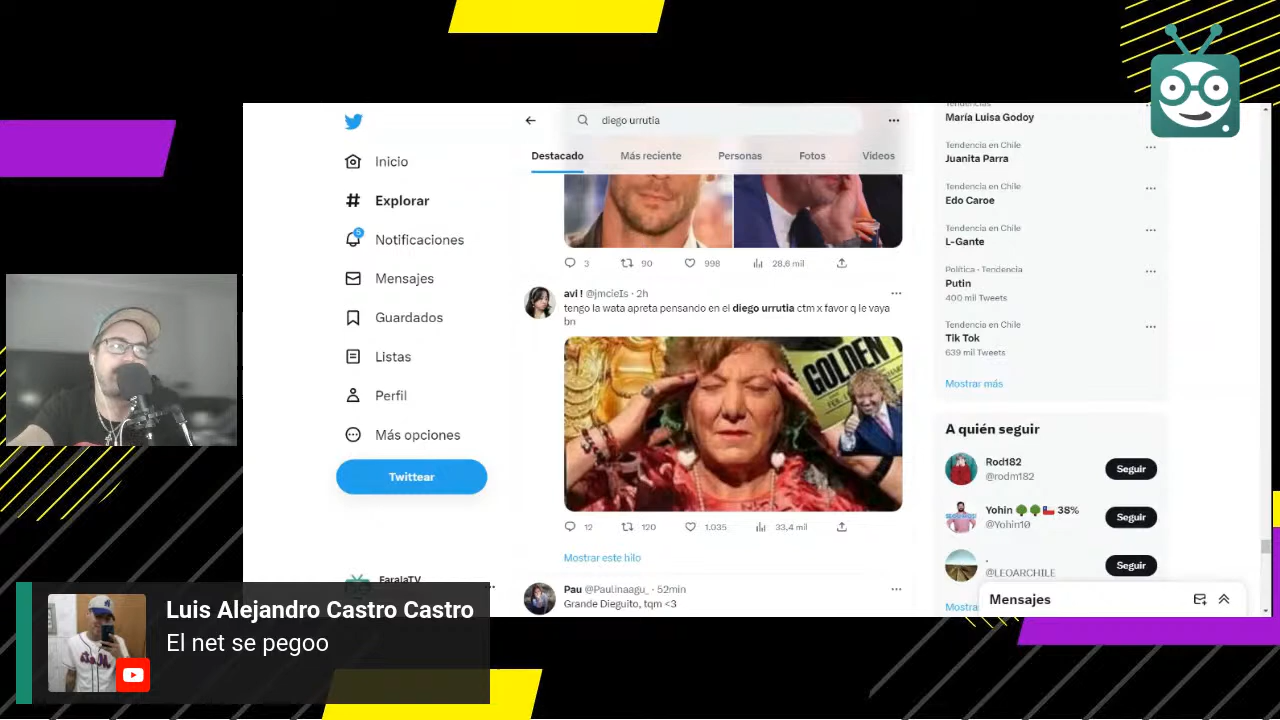 diego urrutia
Destacado
Más reciente
Personas
Fotos
Videos
Inicio
Explorar
5
Notificaciones
Mensajes
Guardados
Listas
Perfil
Más opciones
Twittear
FaralaTV
3
90
998
28,6 mil
avi ! @jmcieIs · 2h
tengo la wata apreta pensando en el diego urrutia ctm x favor q le vaya
bn
GOLDEN
12
120
1.035
33,4 mil
Mostrar este hilo
Pau @Paulinaagu_ · 52min
Grande Dieguito, tqm <3
Tendencias
María Luisa Godoy
Tendencia en Chile
Juanita Parra
Tendencia en Chile
Edo Caroe
Tendencia en Chile
L-Gante
Política · Tendencia
Putin
400 mil Tweets
Tendencia en Chile
Tik Tok
639 mil Tweets
Mostrar más
A quién seguir
Rod182
@rodm182
Seguir
Yohin 🌳🌳🇨🇱 38%
@Yohin10
Seguir
.
@LEOARCHILE
Seguir
Mostra
Mensajes
Luis Alejandro Castro Castro
El net se pegoo